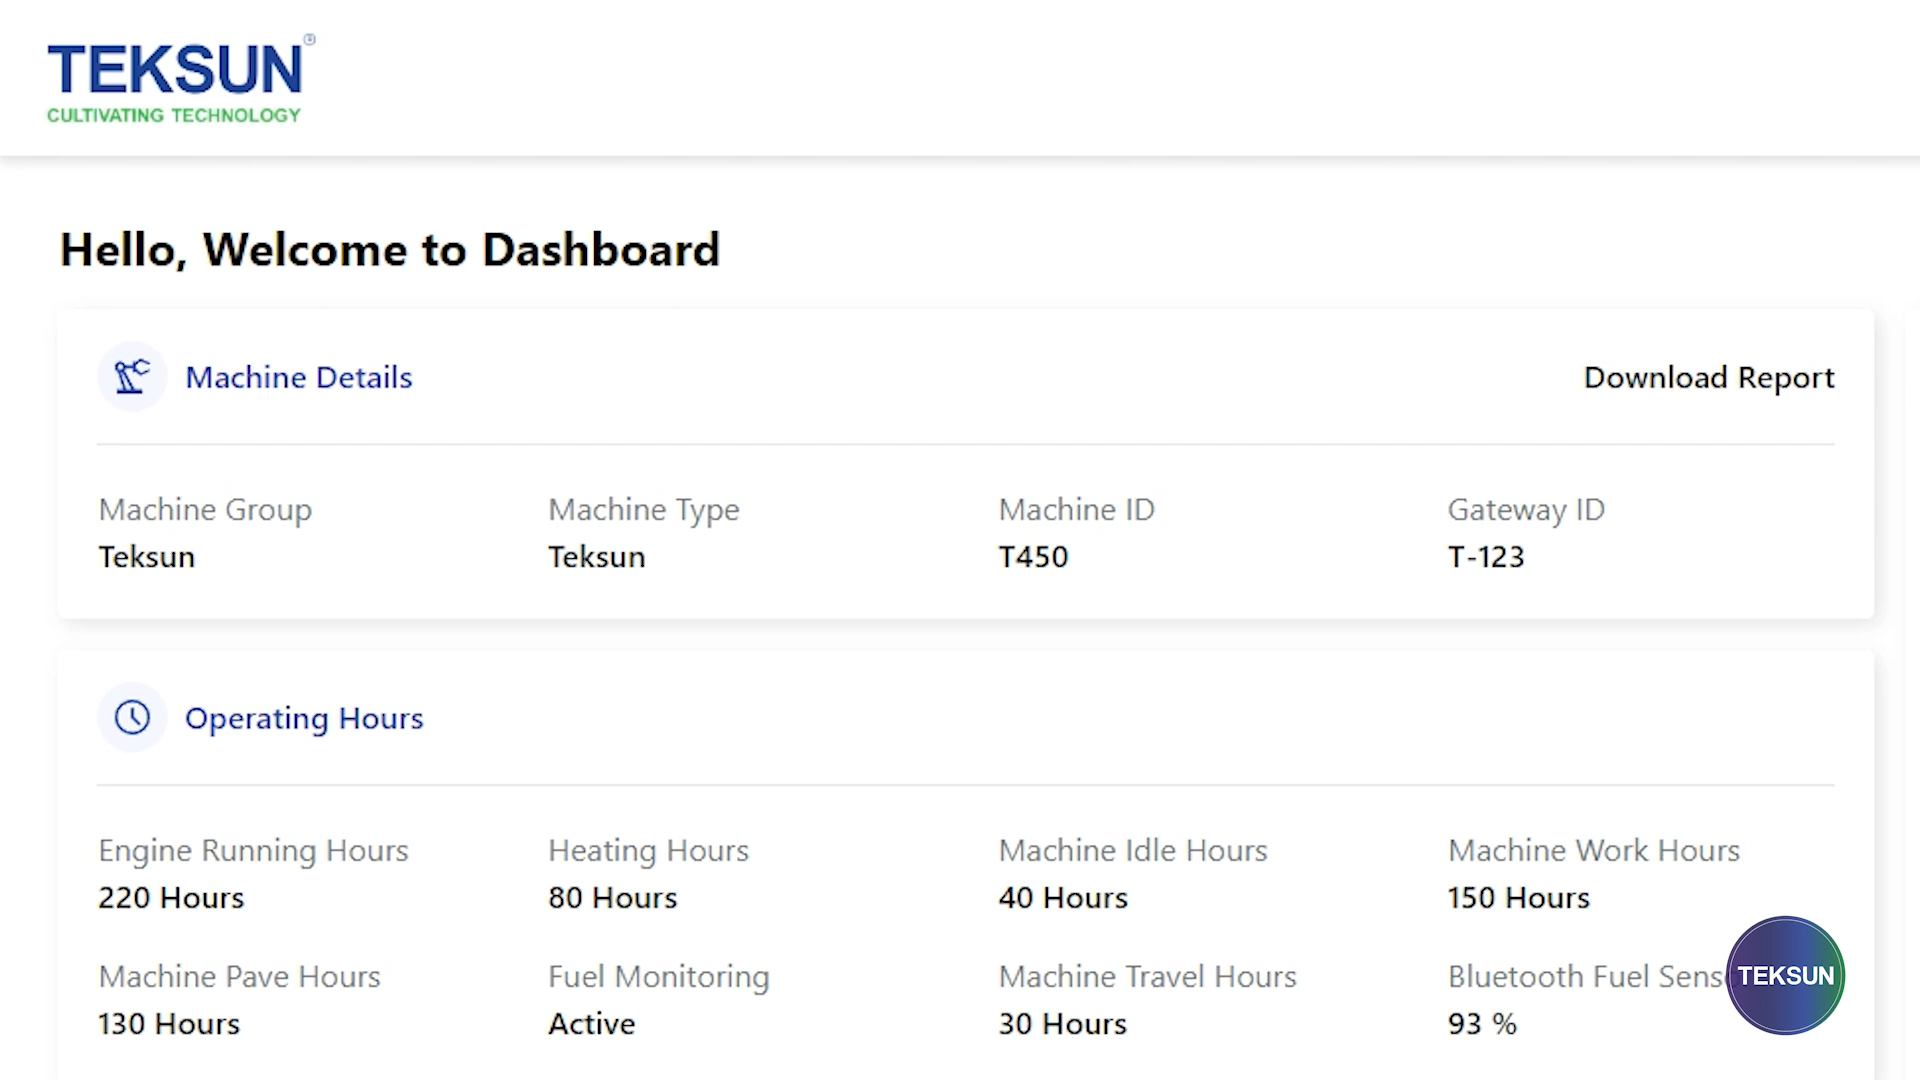 TEKSUN®
CULTIVATING TECHNOLOGY
Hello, Welcome to Dashboard
Machine Details
Download Report
Machine Group
Machine Type
Machine ID
Gateway ID
Teksun
Teksun
T450
T-123
Operating Hours
Engine Running Hours
Heating Hours
Machine Idle Hours
Machine Work Hours
220 Hours
80 Hours
40 Hours
150 Hours
Machine Pave Hours
Fuel Monitoring
Machine Travel Hours
Bluetooth Fuel
130 Hours
Active
30 Hours
93 %
TEKSUN